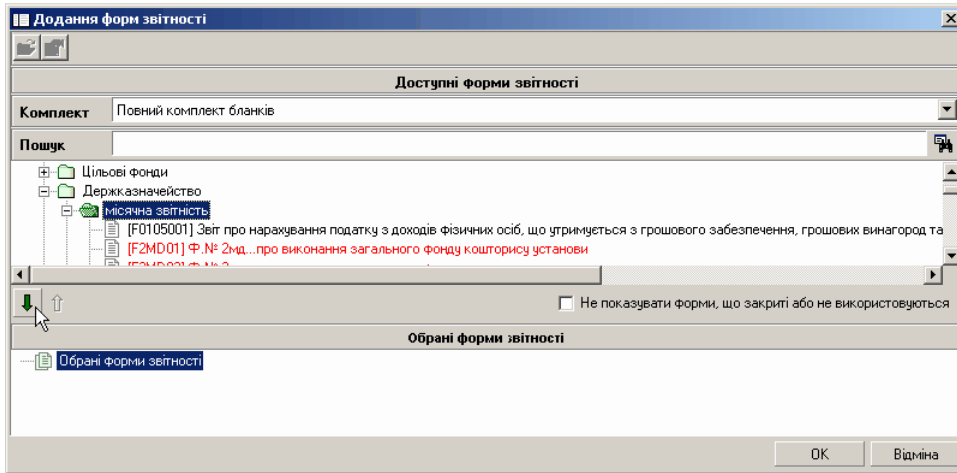 Додання форм звітності
Доступні форми звітності
Комплект Повний комплект бланків
Пошук
Цільові фонди
Держказначейство
місячна звітність
[F0105001] Звіт про нарахування податку з доходів фізичних осіб, що утримується з грошового забезпечення, грошових винагород та
[F2MD01] Ф.№ 2мд...про виконання загального фонду кошторису установи
Не показувати форми, що закриті або не використовуються
Обрані форми звітності
Обрані форми звітності
OK Відміна